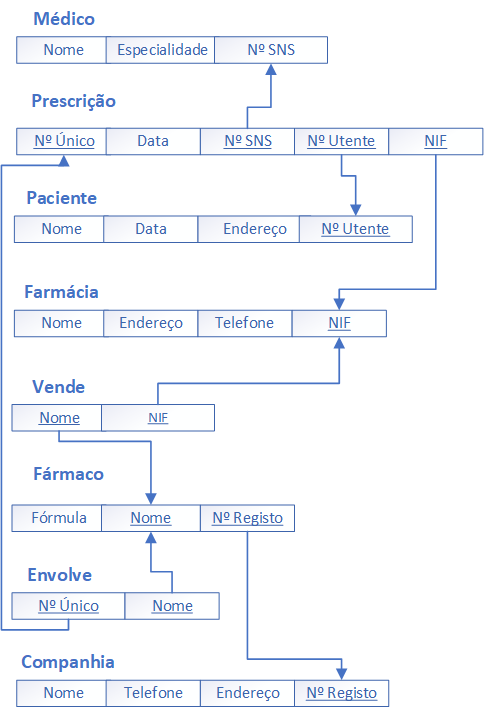 Médico
Nome Especialidade Nº SNS
Prescrição
Nº Único Data Nº SNS Nº Utente NIF
Paciente
Nome Data Endereço Nº Utente
Farmácia
Nome Endereço Telefone NIF
Vende
Nome NIF
Fármaco
Fórmula Nome Nº Registo
Envolve
Nº Único Nome
Companhia
Nome Telefone Endereço Nº Registo